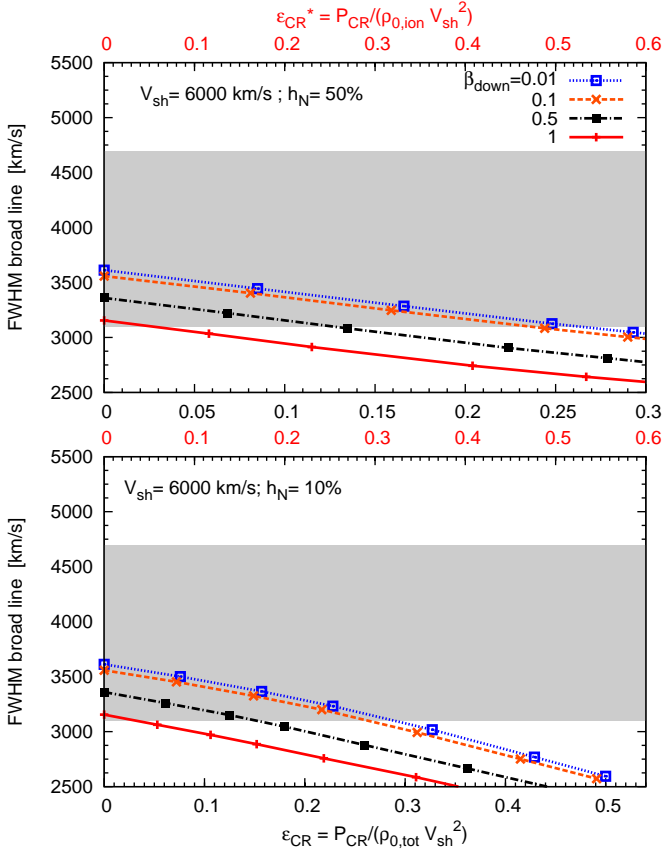 ε_CR* = P_CR/(ρ_0,ion V_sh^2)
0 0.1 0.2 0.3 0.4 0.5 0.6
V_sh= 6000 km/s ; h_N= 50%
β_down=0.01
0.1
0.5
1
FWHM broad line [km/s]
5500
5000
4500
4000
3500
3000
2500
0 0.05 0.1 0.15 0.2 0.25 0.3
0 0.1 0.2 0.3 0.4 0.5 0.6
V_sh= 6000 km/s; h_N= 10%
FWHM broad line [km/s]
5500
5000
4500
4000
3500
3000
2500
0 0.1 0.2 0.3 0.4 0.5
ε_CR = P_CR/(ρ_0,tot V_sh^2)